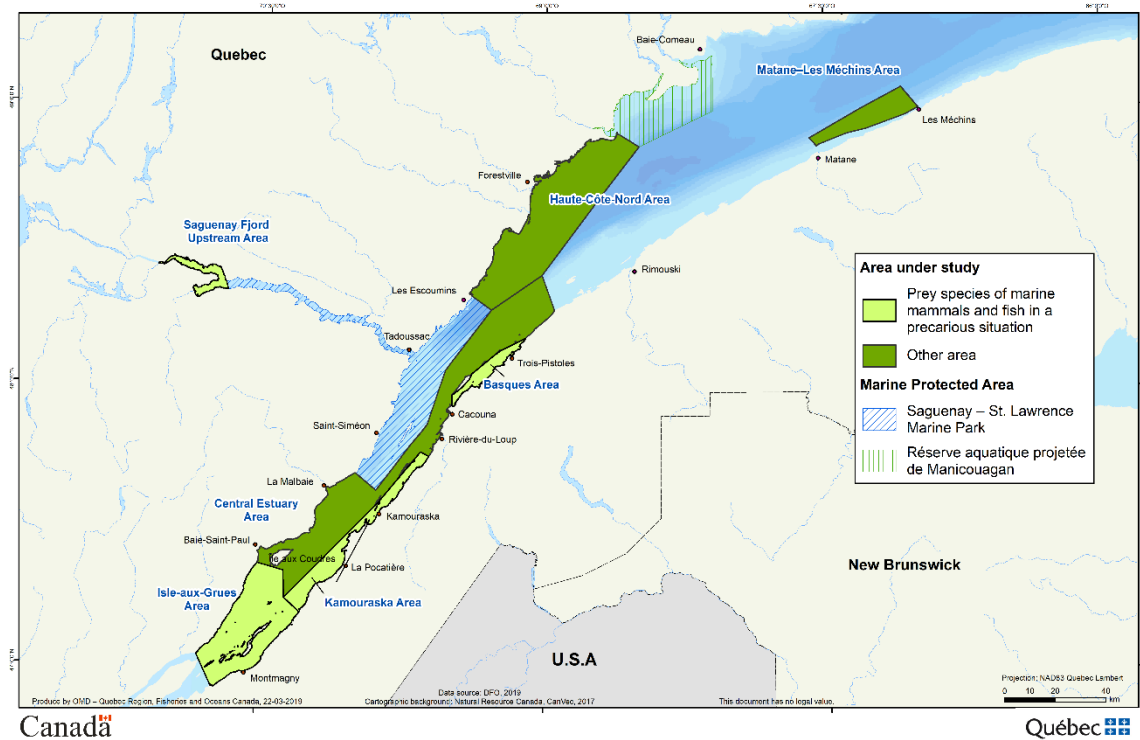 Quebec
Baie-Comeau
Matane–Les Méchins Area
Les Méchins
Matane
Forestville
Haute-Côte-Nord Area
Saguenay Fjord
Upstream Area
Rimouski
Les Escoumins
Tadoussac
Trois-Pistoles
Basques Area
Cacouna
Saint-Siméon
Rivière-du-Loup
La Malbaie
Central Estuary
Area
Kamouraska
Baie-Saint-Paul
le aux Coudres
La Pocatière
Isle-aux-Grues
Area
Kamouraska Area
Montmagny
New Brunswick
U.S.A
Area under study
Prey species of marine
mammals and fish in a
precarious situation
Other area
Marine Protected Area
Saguenay – St. Lawrence
Marine Park
Réserve aquatique projetée
de Manicouagan
Projection; NAD83 Quebec Lambert
0 10 20 40
km
Produce by OMD – Quebec Region, Fisheries and Oceans Canada, 22-03-2019
Data source: DFO, 2019
Cartographic background; Natural Resource Canada, CanVec, 2017
This document has no legal value.
Canada
Québec